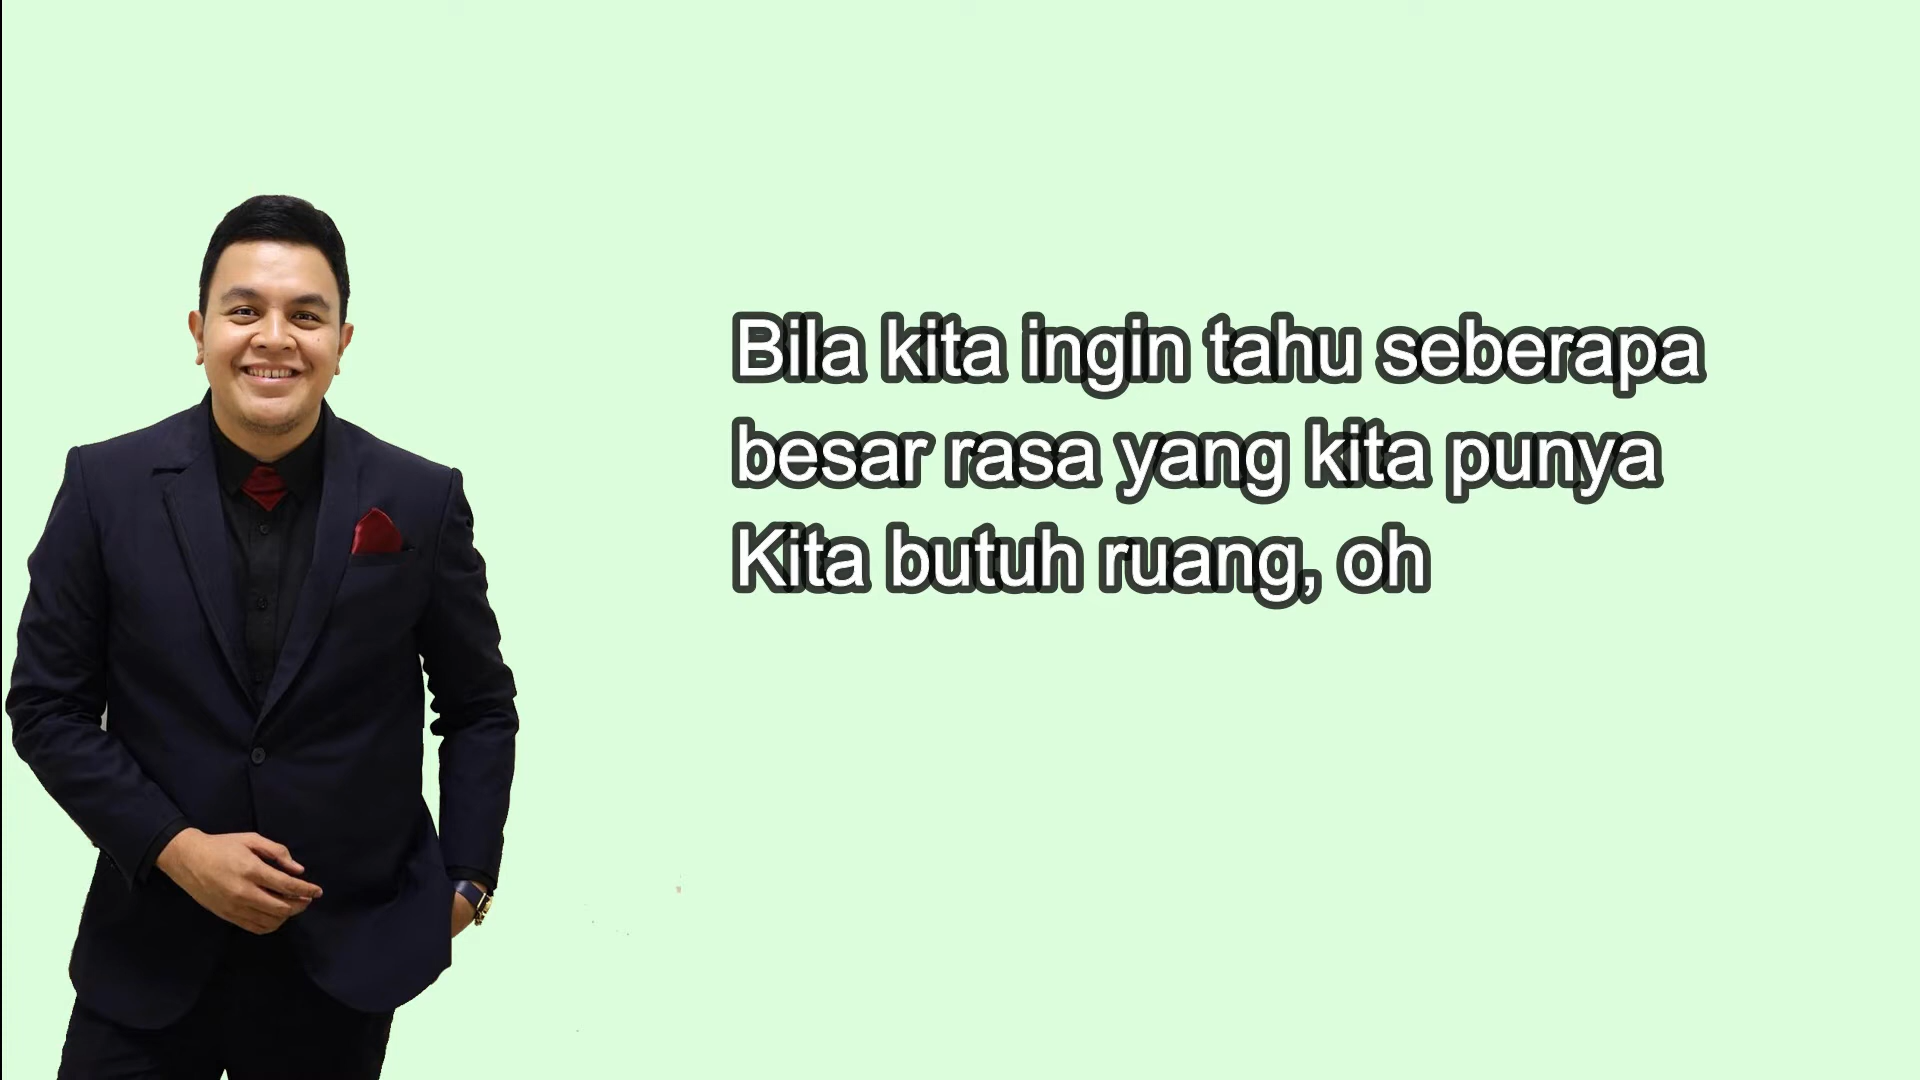 Bila kita ingin tahu seberapa
besar rasa yang kita punya
Kita butuh ruang, oh